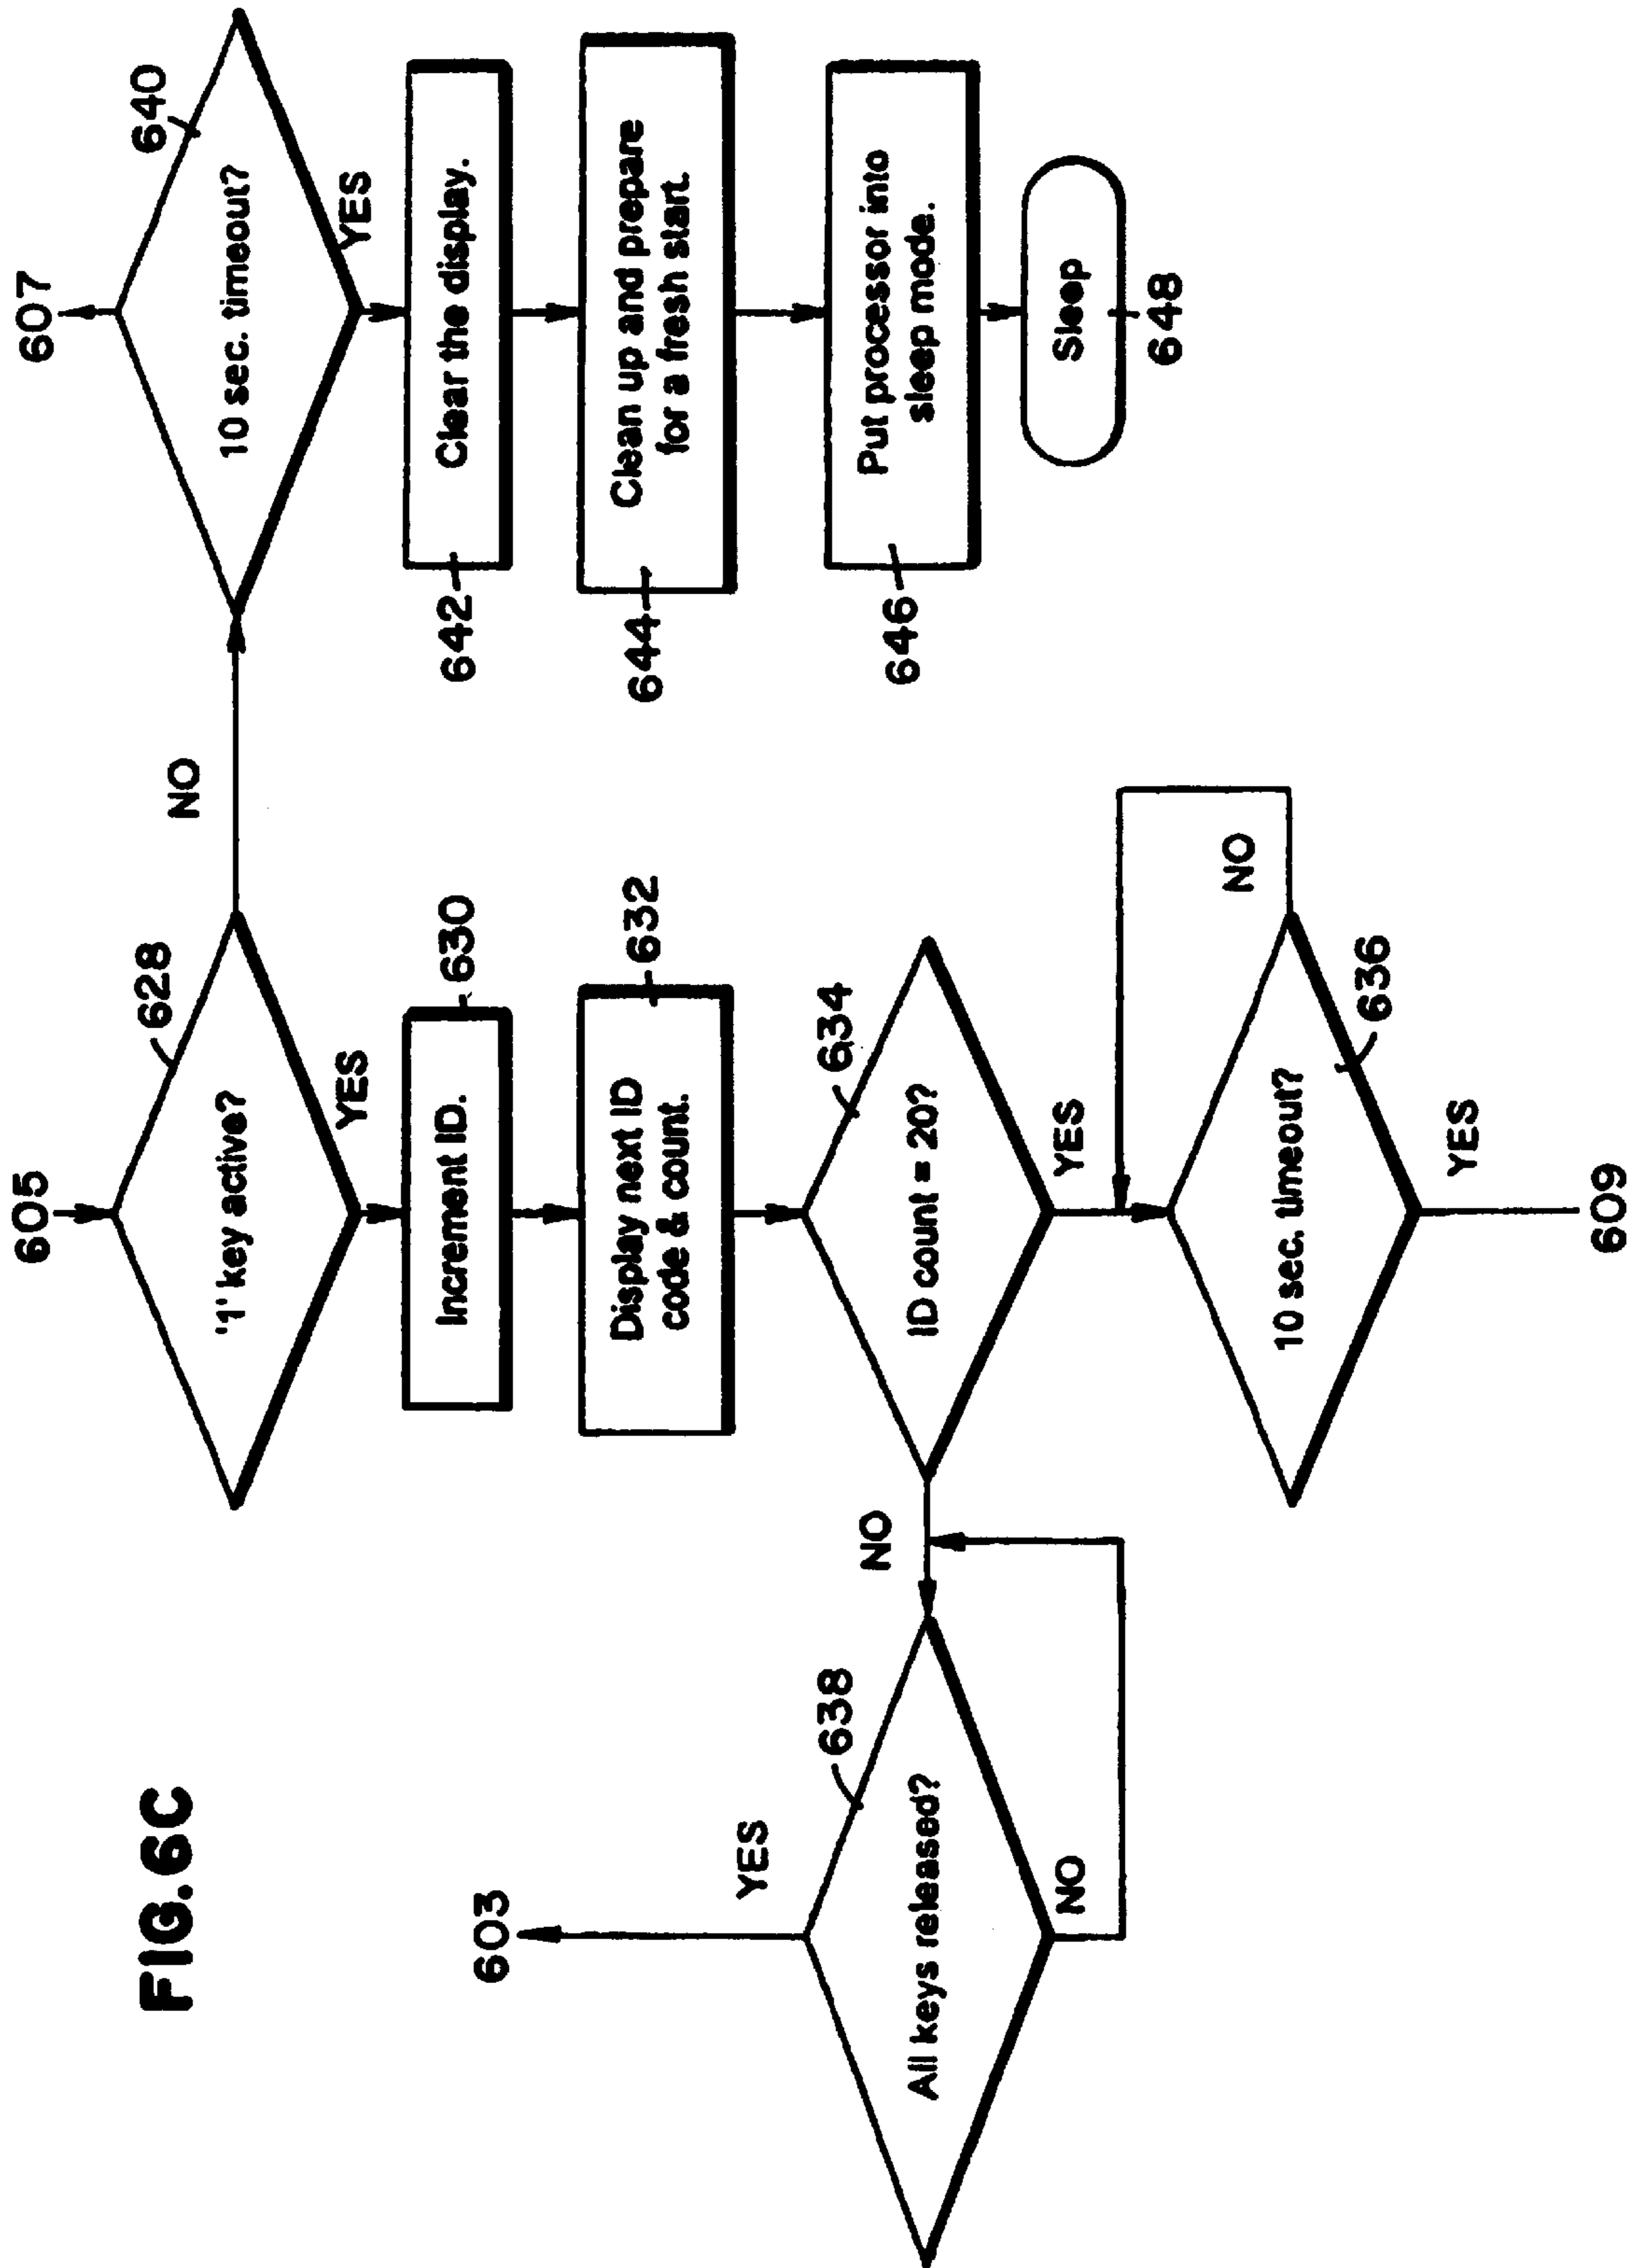 FIG. 6C
605
'1' key active?
628
YES
NO
Increment ID.
630
Display next ID
code & count.
632
ID count = 20?
634
YES
NO
10 sec. timeout?
636
NO
YES
609
All keys released?
638
YES
NO
603
607
10 sec. timeout?
640
YES
Clear the display.
642
Clean up and prepare
for a fresh start.
644
Put processor into
sleep mode.
646
Sleep
648